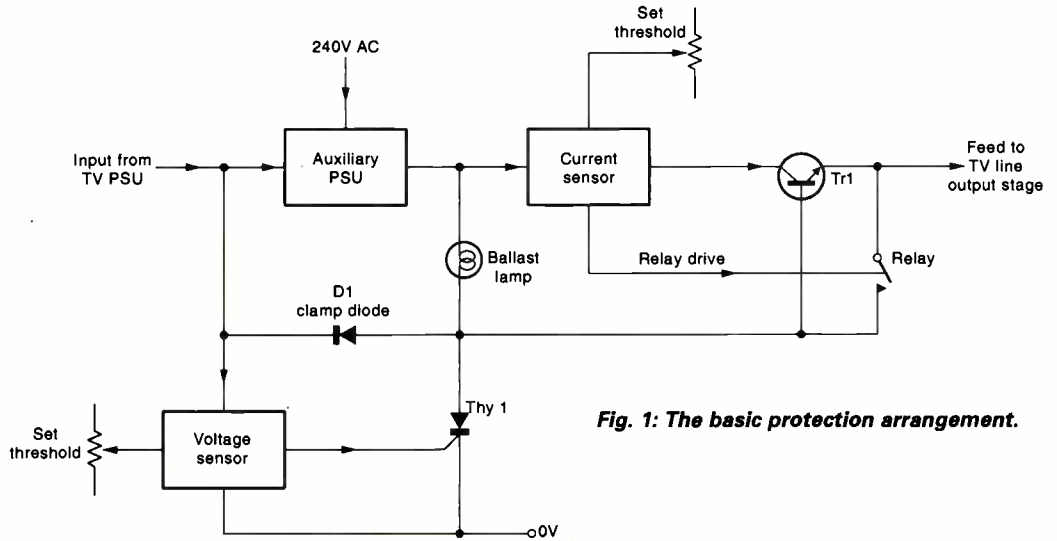 Set
threshold
240V AC
Input from
TV PSU
Auxiliary
PSU
Current
sensor
Tr1
Feed to
TV line
output stage
Ballast
lamp
Relay drive
Relay
D1
clamp diode
Thy 1
Set
threshold
Voltage
sensor
0V
Fig. 1: The basic protection arrangement.